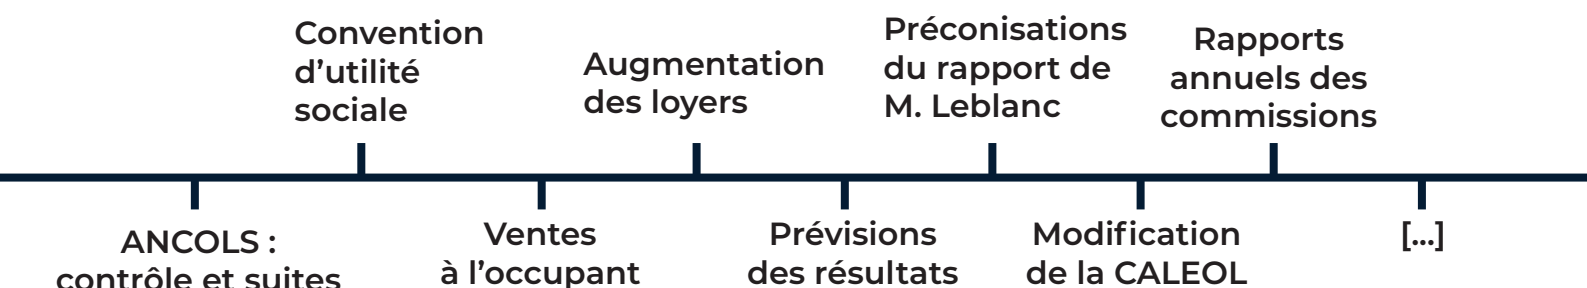 Convention
d’utilité
sociale
Augmentation
des loyers
Préconisations
du rapport de
M. Leblanc
Rapports
annuels des
commissions
ANCOLS :
contrôle et suites
Ventes
à l’occupant
Prévisions
des résultats
Modification
de la CALEOL
[...]